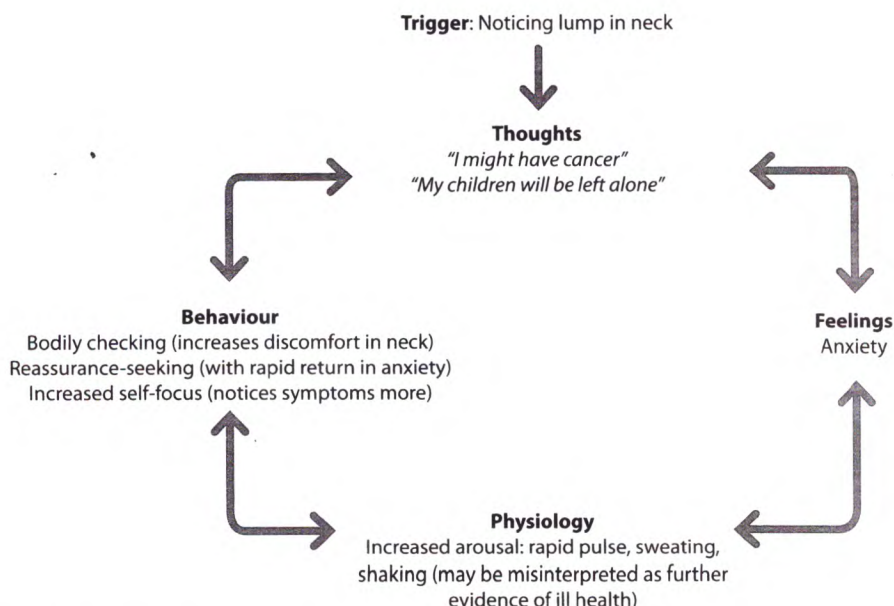 Trigger: Noticing lump in neck
Thoughts
"I might have cancer"
"My children will be left alone"
Behaviour
Bodily checking (increases discomfort in neck)
Reassurance-seeking (with rapid return in anxiety)
Increased self-focus (notices symptoms more)
Feelings
Anxiety
Physiology
Increased arousal: rapid pulse, sweating,
shaking (may be misinterpreted as further
evidence of ill health)